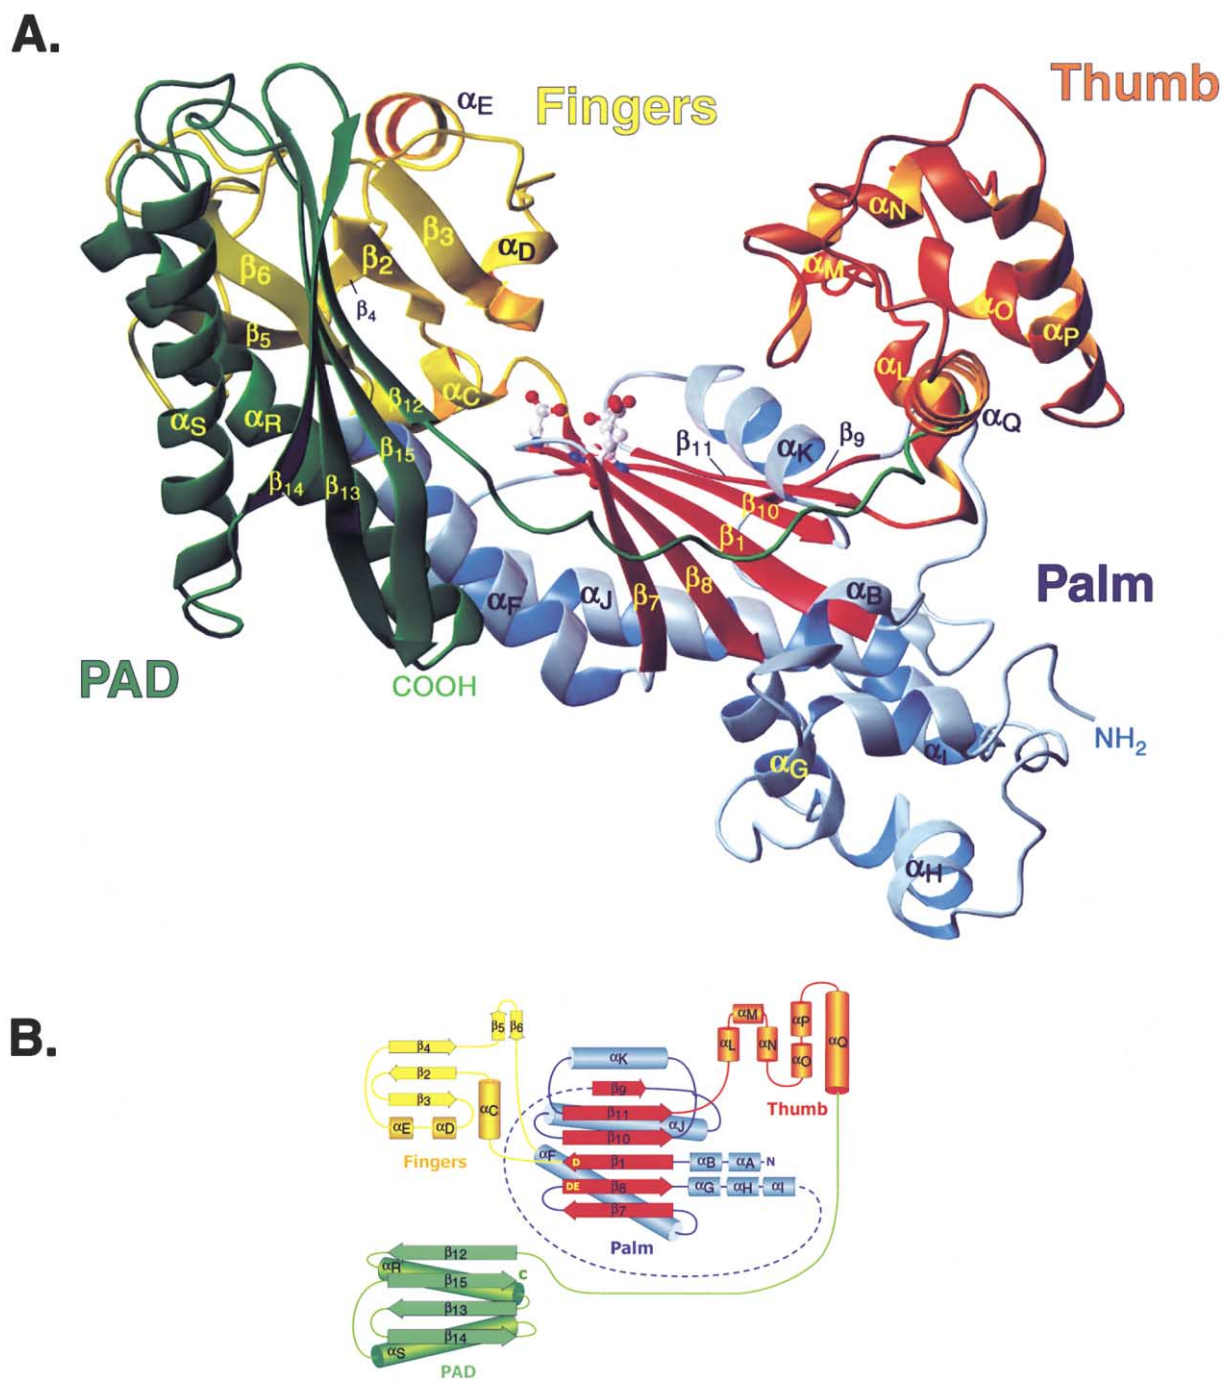 A.
Thumb
Fingers
αE
αN
β3
αD
β2
αM
β6
β4
αO
αP
β5
αL
αC
β12
αS
αR
αQ
β11
αK
β9
β15
β14
β13
β10
β1
β8
αB
Palm
αF
αJ
β7
PAD
COOH
NH2
αI
αG
αH
B.
β5
β6
αM
αP
αQ
αL
αN
β4
αK
αO
β2
β9
Thumb
β3
αC
β11
αE
αD
αJ
β10
Fingers
αF
D
β1
αB
αA
N
DE
β8
αG
αH
αI
β7
Palm
β12
αR
β15
C
β13
β14
αS
PAD